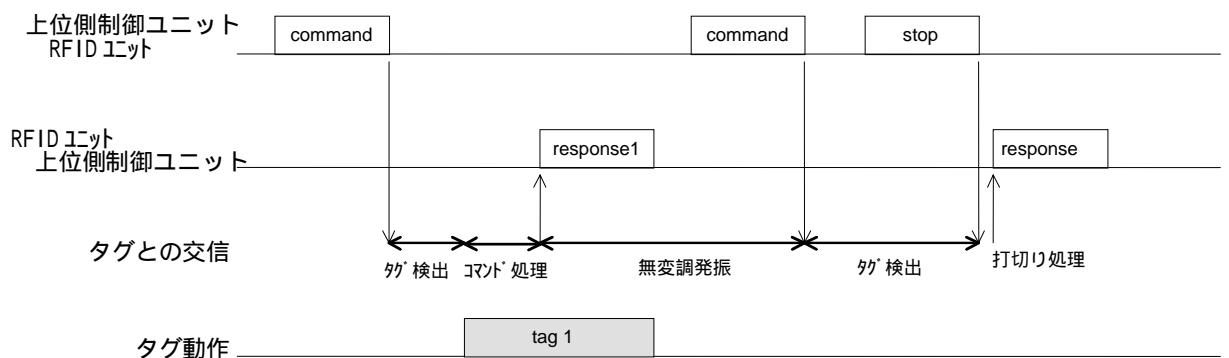 上位側制御ユニット
RFID ﾕﾆｯﾄ
command
command
stop
RFID ﾕﾆｯﾄ
上位側制御ユニット
response1
response
タグとの交信
ﾀｸﾞ検出
ｺﾏﾝﾄﾞ処理
無変調発振
ﾀｸﾞ検出
打切り処理
タグ動作
tag 1